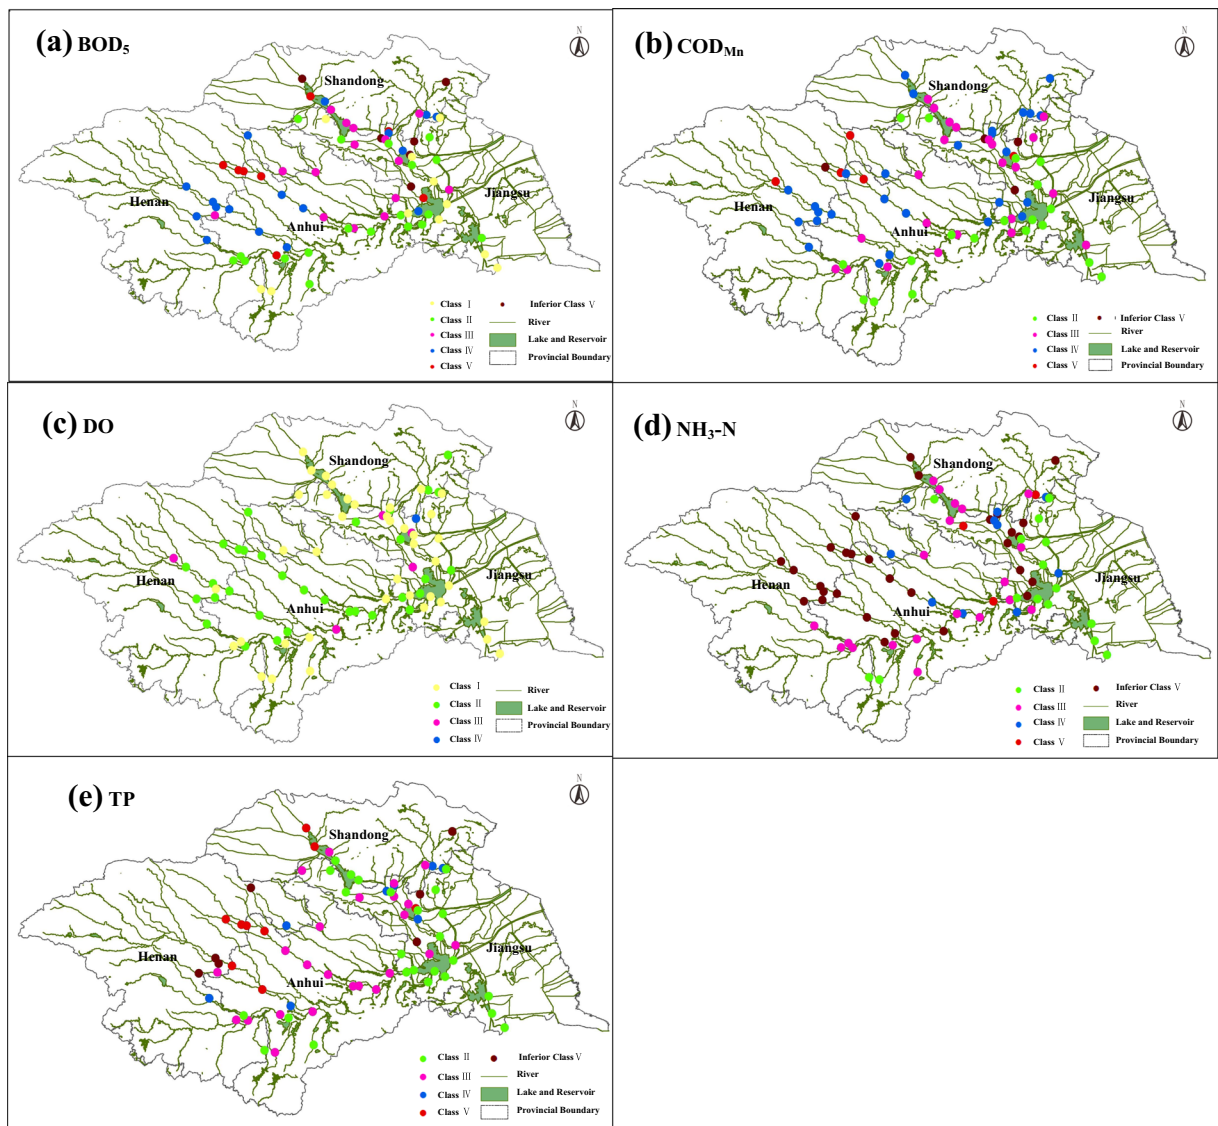 (a) BOD₅
N
Shandong
Henan
Anhui
Jiangsu
Class Ⅰ
Class Ⅱ
Class Ⅲ
Class Ⅳ
Class Ⅴ
Inferior Class Ⅴ
River
Lake and Reservoir
Provincial Boundary
(b) CODMn
N
Shandong
Henan
Anhui
Jiangsu
Class Ⅱ
Class Ⅲ
Class Ⅳ
Class Ⅴ
Inferior Class Ⅴ
River
Lake and Reservoir
Provincial Boundary
(c) DO
N
Shandong
Henan
Anhui
Jiangsu
Class Ⅰ
Class Ⅱ
Class Ⅲ
Class Ⅳ
River
Lake and Reservoir
Provincial Boundary
(d) NH₃-N
N
Shandong
Henan
Anhui
Jiangsu
Class Ⅱ
Class Ⅲ
Class Ⅳ
Class Ⅴ
Inferior Class Ⅴ
River
Lake and Reservoir
Provincial Boundary
(e) TP
N
Shandong
Henan
Anhui
Jiangsu
Class Ⅱ
Class Ⅲ
Class Ⅳ
Class Ⅴ
Inferior Class Ⅴ
River
Lake and Reservoir
Provincial Boundary